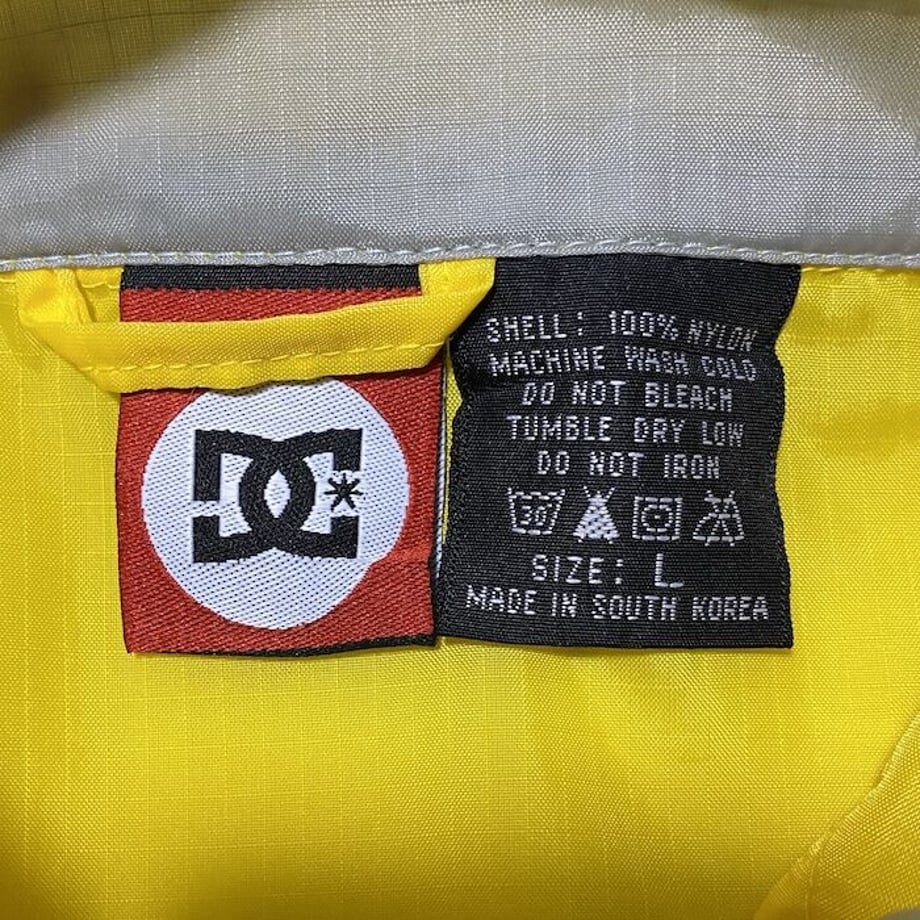 DC*
SHELL: 100% NYLON
MACHINE WASH COLD
DO NOT BLEACH
TUMBLE DRY LOW
DO NOT IRON
30
SIZE: L
MADE IN SOUTH KOREA